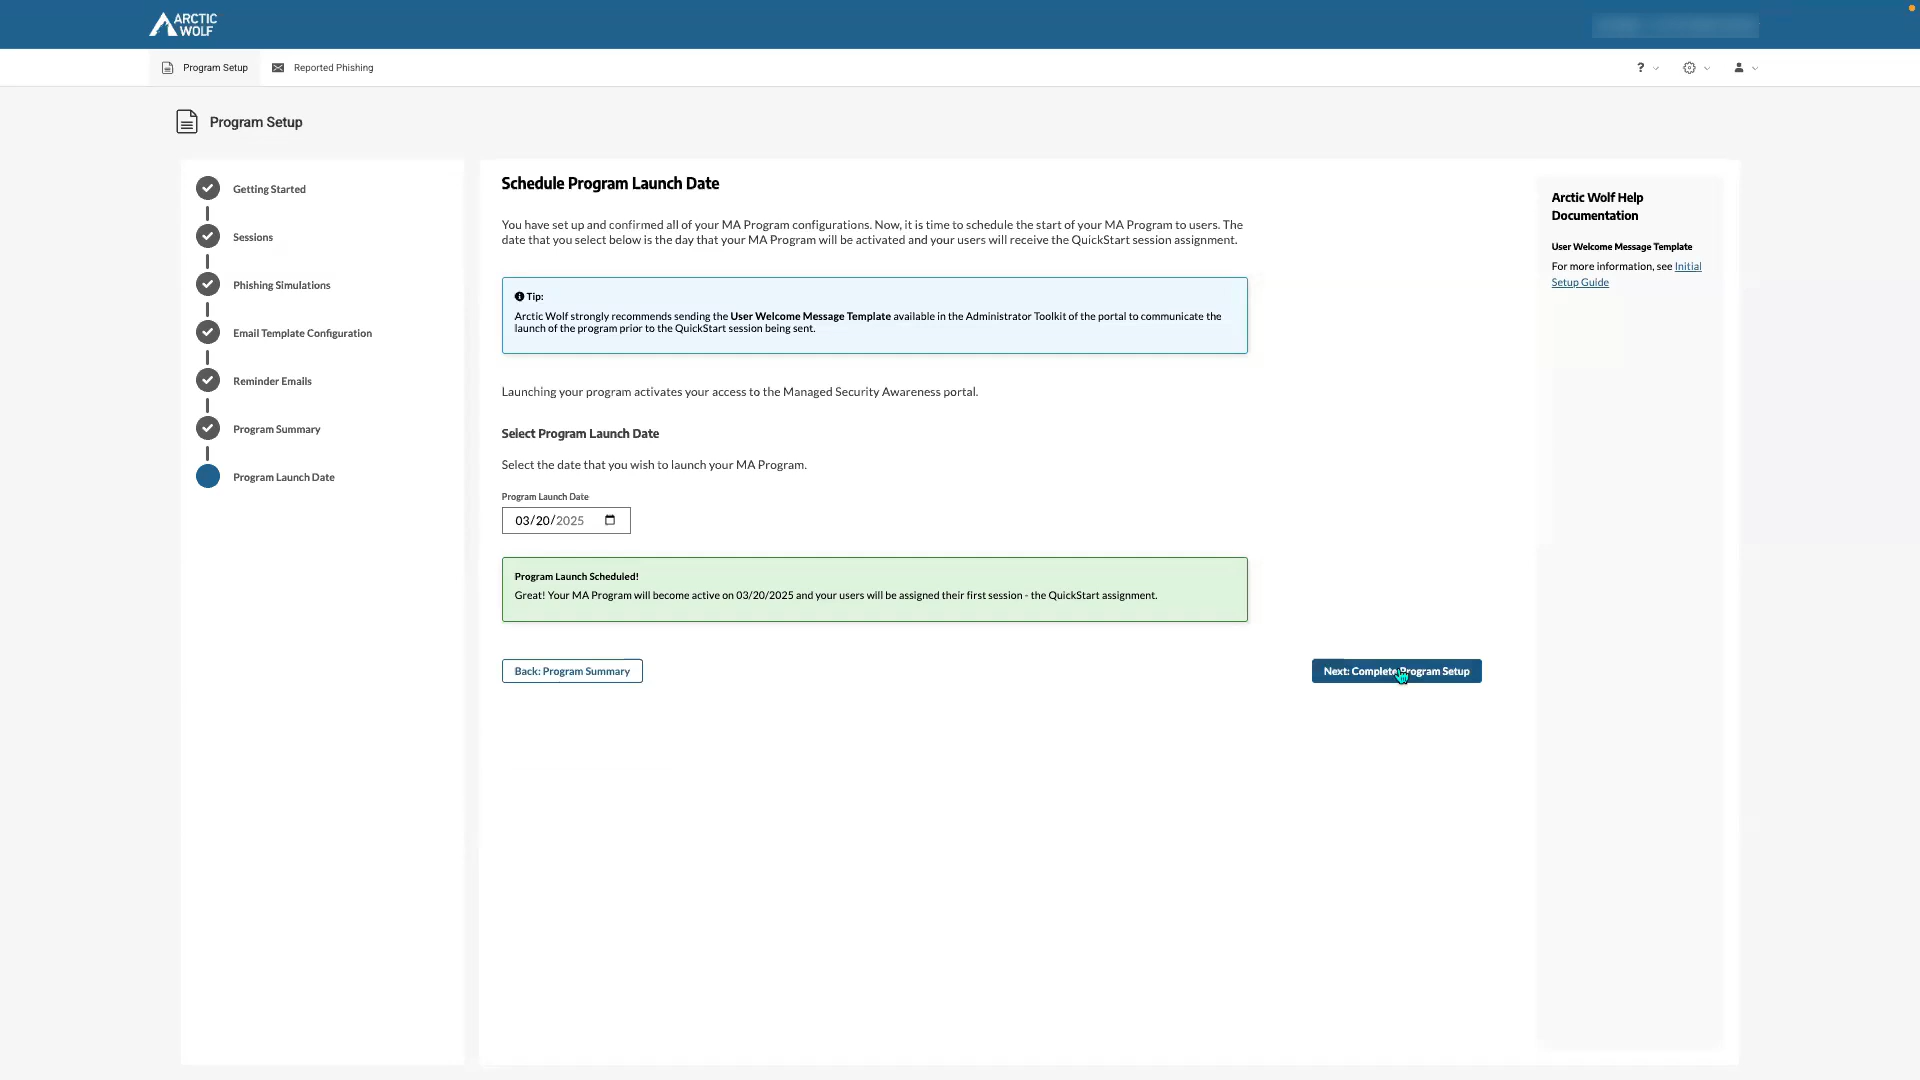 ARCTIC
WOLF
Program Setup
Reported Phishing
?
Program Setup
Getting Started
Sessions
Phishing Simulations
Email Template Configuration
Reminder Emails
Program Summary
Program Launch Date
Schedule Program Launch Date
You have set up and confirmed all of your MA Program configurations. Now, it is time to schedule the start of your MA Program to users. The
date that you select below is the day that your MA Program will be activated and your users will receive the QuickStart session assignment.
Tip:
Arctic Wolf strongly recommends sending the User Welcome Message Template available in the Administrator Toolkit of the portal to communicate the
launch of the program prior to the QuickStart session being sent.
Launching your program activates your access to the Managed Security Awareness portal.
Select Program Launch Date
Select the date that you wish to launch your MA Program.
Program Launch Date
03/20/2025
Program Launch Scheduled!
Great! Your MA Program will become active on 03/20/2025 and your users will be assigned their first session - the QuickStart assignment.
Back: Program Summary
Next: Complete Program Setup
Arctic Wolf Help
Documentation
User Welcome Message Template
For more information, see Initial
Setup Guide